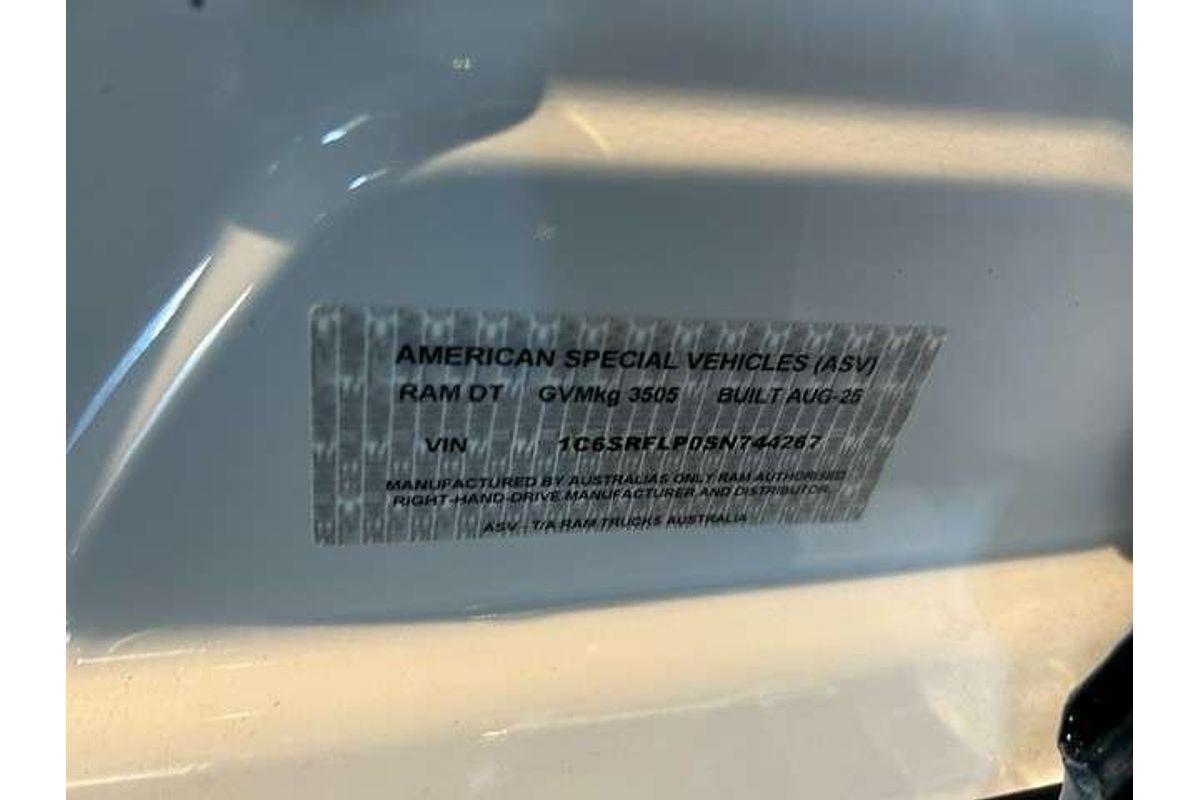 AMERICAN SPECIAL VEHICLES (ASV)
RAM DT GVMkg 3505 BUILT AUG-25
VIN 1C6SRFLP0SN744267
MANUFACTURED BY AUSTRALIAS ONLY RAM AUTHORISED
RIGHT-HAND-DRIVE MANUFACTURER AND DISTRIBUTOR
ASV - T/A RAM TRUCKS AUSTRALIA